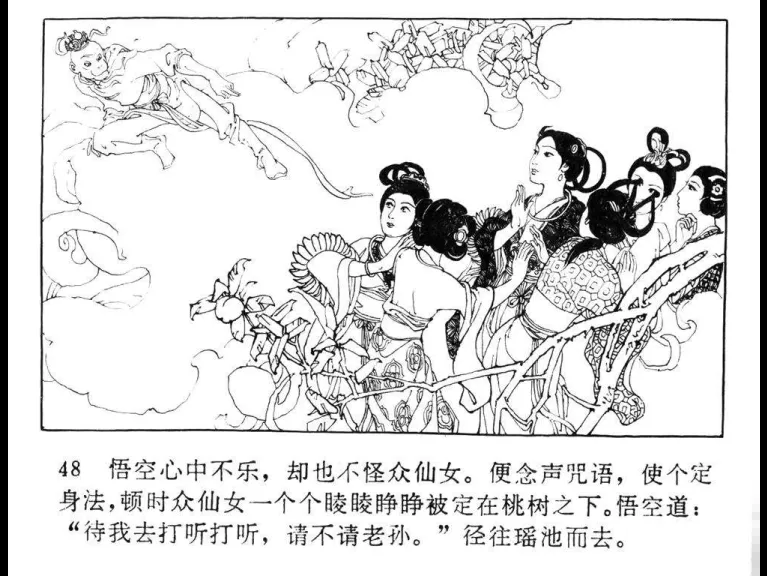 48 悟空心中不乐，却也不怪众仙女。便念声咒语，使个定
身法，顿时众仙女一个个睖睖睁睁被定在桃树之下。悟空道：
“待我去打听打听，请不请老孙。”径往瑶池而去。